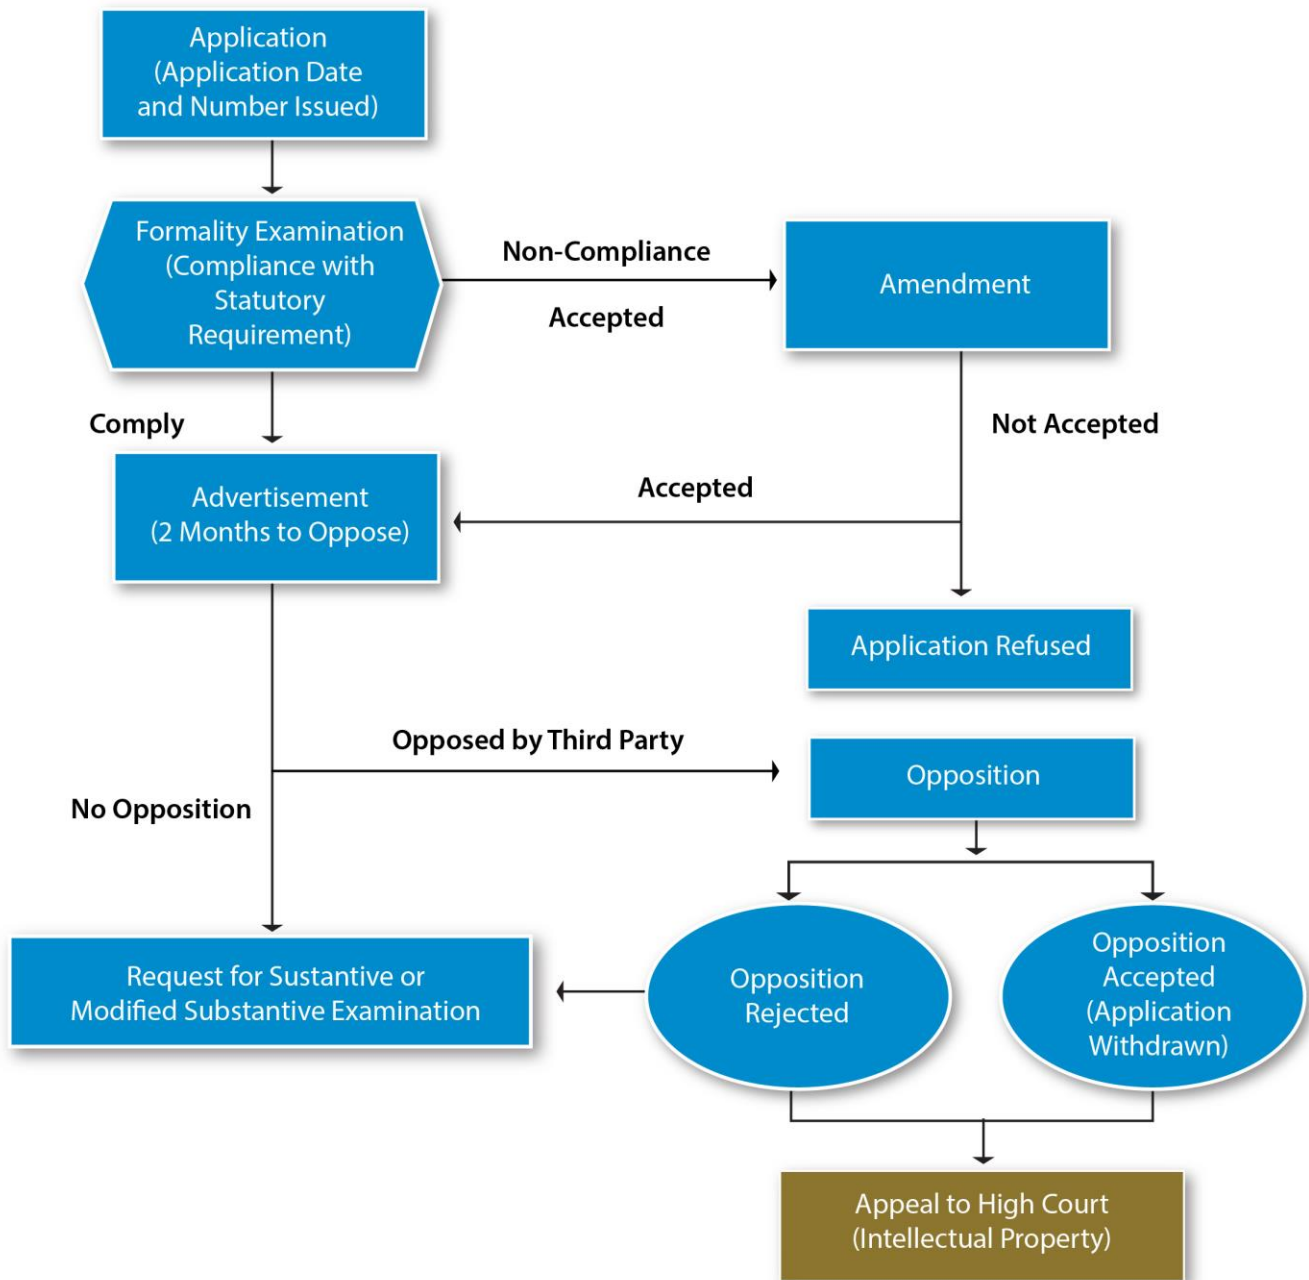 Application
(Application Date
and Number Issued)
Formality Examination
(Compliance with
Statutory
Requirement)
Non-Compliance
Accepted
Amendment
Comply
Not Accepted
Advertisement
(2 Months to Oppose)
Accepted
Application Refused
Opposed by Third Party
Opposition
No Opposition
Request for Sustantive or
Modified Substantive Examination
Opposition
Rejected
Opposition
Accepted
(Application
Withdrawn)
Appeal to High Court
(Intellectual Property)